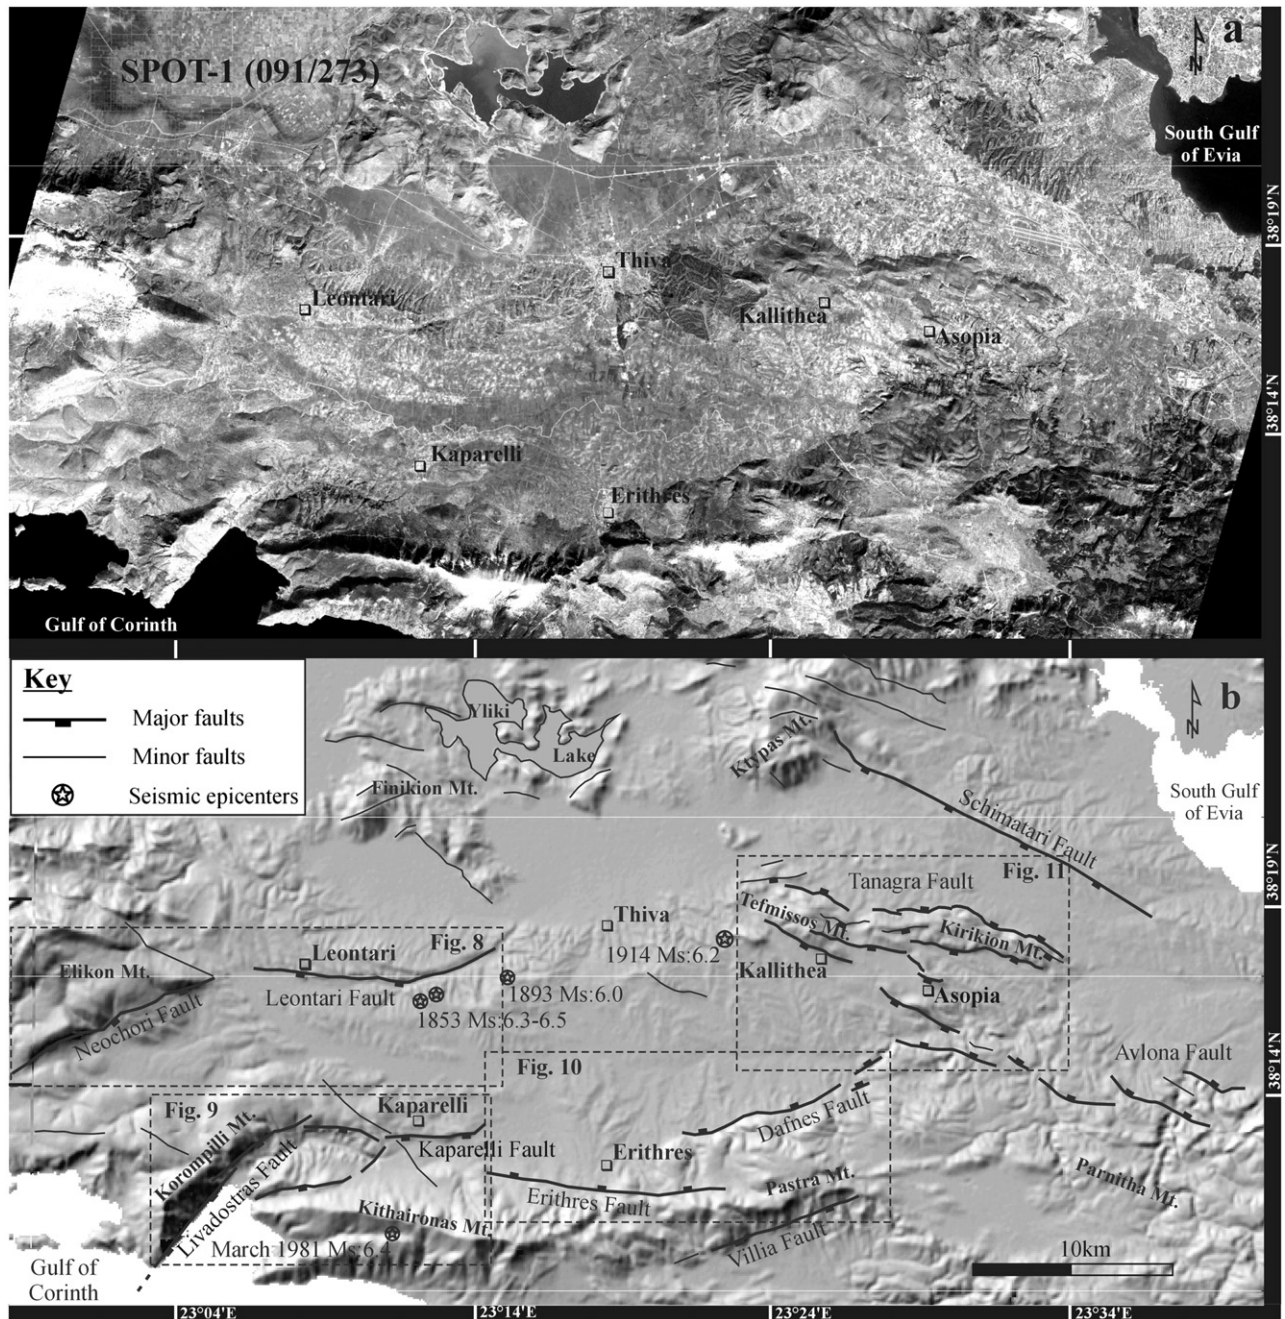 SPOT-1 (091/273)
a
N
South Gulf
of Evia
38°19'N
Thiva
Leontari
Kallithea
Asopia
38°14'N
Kaparelli
Erithres
Gulf of Corinth
Key
Major faults
Minor faults
Seismic epicenters
b
N
Yliki
Lake
Ktypas Mt.
Finikion Mt.
South Gulf
of Evia
Schimatari Fault
Fig. 11
38°19'N
Tanagra Fault
Thiva
Tefmissos Mt.
Kirikion Mt.
Fig. 8
Leontari
1914 Ms:6.2
Kallithea
Elikon Mt.
Leontari Fault
1893 Ms:6.0
Asopia
Neochori Fault
1853 Ms:6.3-6.5
Fig. 10
Avlona Fault
38°14'N
Fig. 9
Kaparelli
Korompilli Mt.
Dafnes Fault
Kaparelli Fault
Erithres
Livadostras Fault
Pastra Mt.
Parnitha Mt.
Erithres Fault
Kithaironas Mt.
March 1981 Ms:6.4
Villia Fault
10km
Gulf of
Corinth
23°04'E
23°14'E
23°24'E
23°34'E